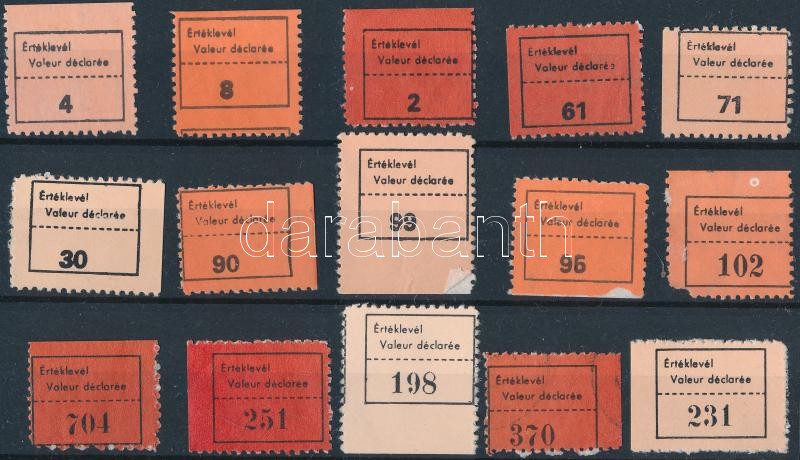 Értéklevél
Valeur déclarée
4
Értéklevél
Valeur déclarée
8
Értéklevél
Valeur déclarée
2
Értéklevél
Valeur déclarée
61
Értéklevél
Valeur déclarée
71
Értéklevél
Valeur déclarée
30
Értéklevél
Valeur déclarée
90
Értéklevél
Valeur déclarée
Értéklevél
Valeur déclarée
Értéklevél
Valeur déclarée
102
darabanth
Értéklevél
Valeur déclarée
704
Értéklevél
Valeur déclarée
251
Értéklevél
Valeur déclarée
198
Értéklevél
Valeur déclarée
370
Értéklevél
Valeur déclarée
231